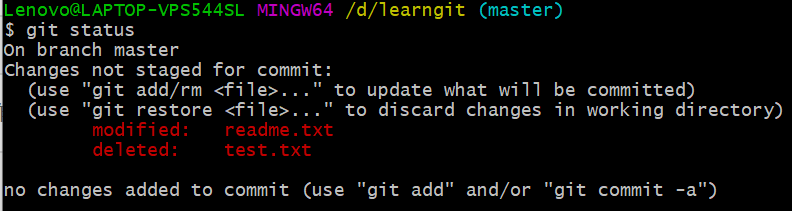 Lenovo@LAPTOP-VPS544SL MINGW64 /d/learngit (master)
$ git status
On branch master
Changes not staged for commit:
  (use "git add/rm <file>..." to update what will be committed)
  (use "git restore <file>..." to discard changes in working directory)
        modified:   readme.txt
        deleted:    test.txt

no changes added to commit (use "git add" and/or "git commit -a")